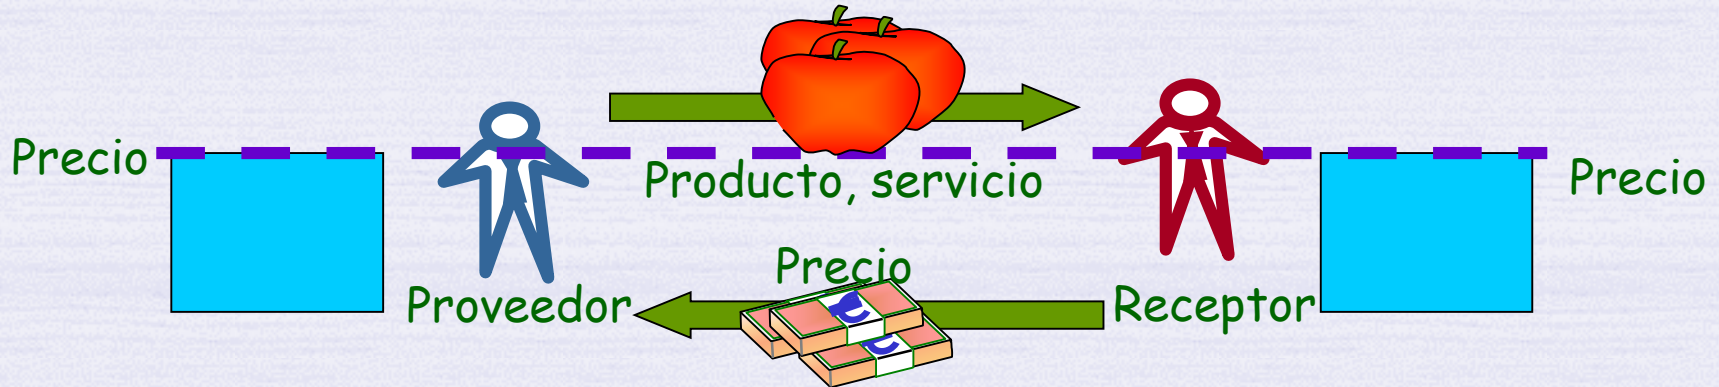 Precio
Producto, servicio
Precio
Precio
Proveedor
Receptor